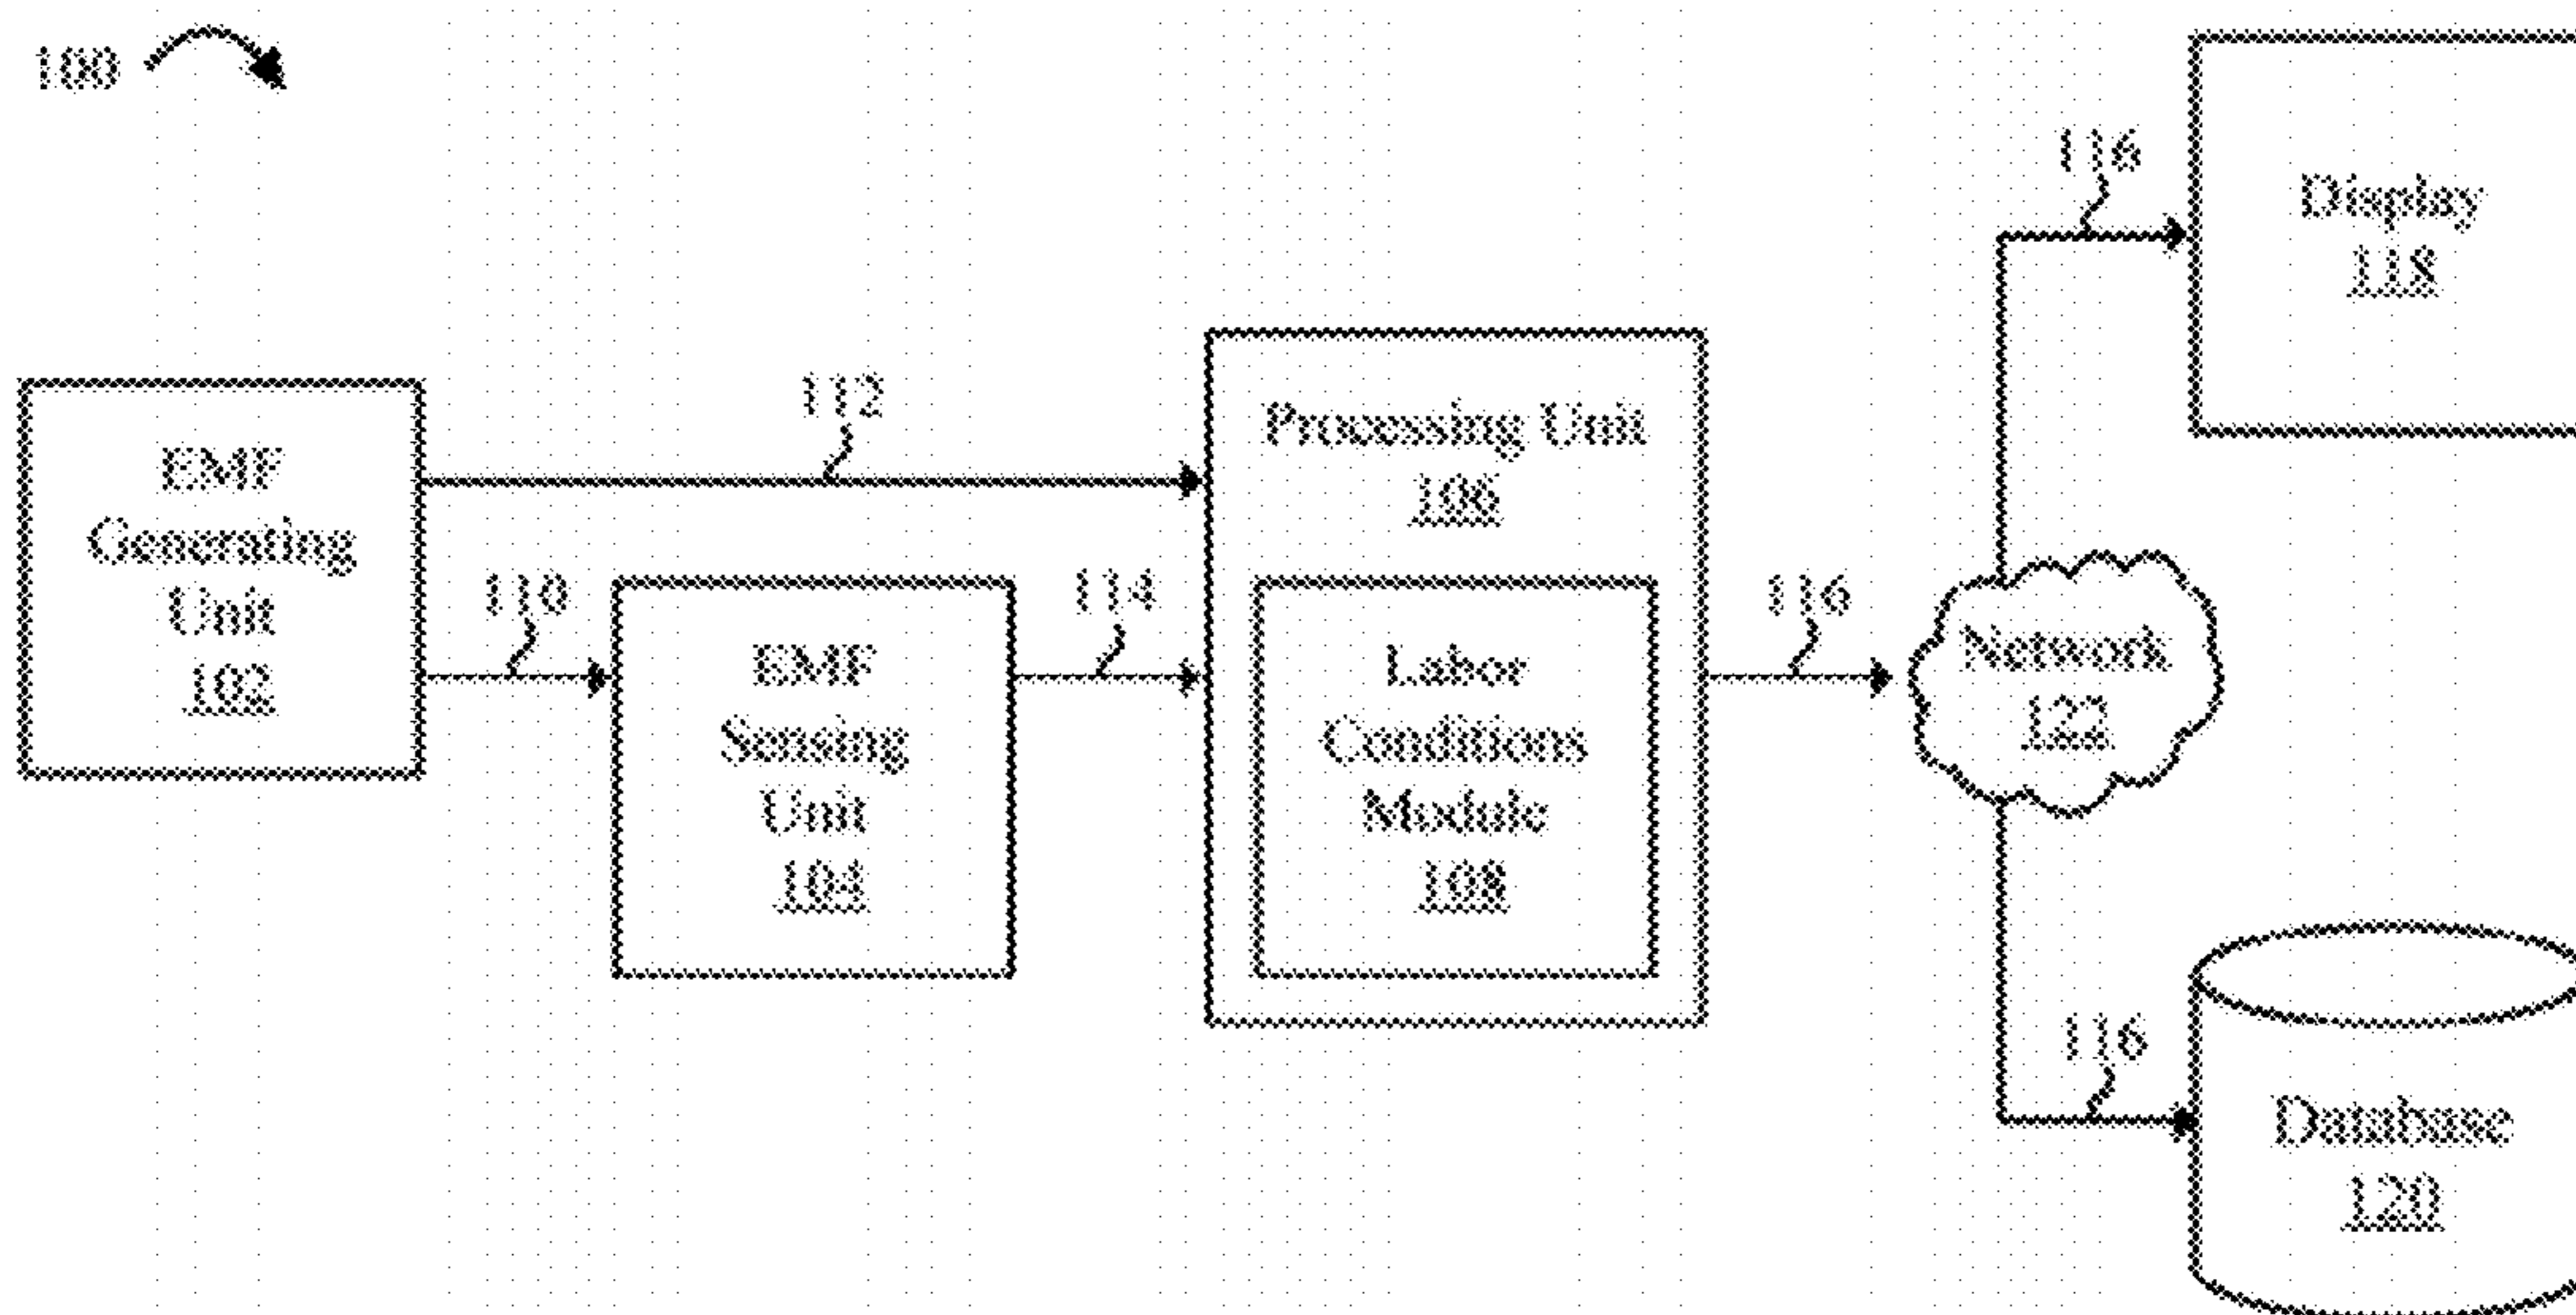 100
116
Display
118
112
Processing Unit
106
EMF
Generating
Unit
102
110
EMF
Sensing
Unit
104
114
Labor
Conditions
Module
108
116
Network
122
116
Database
120